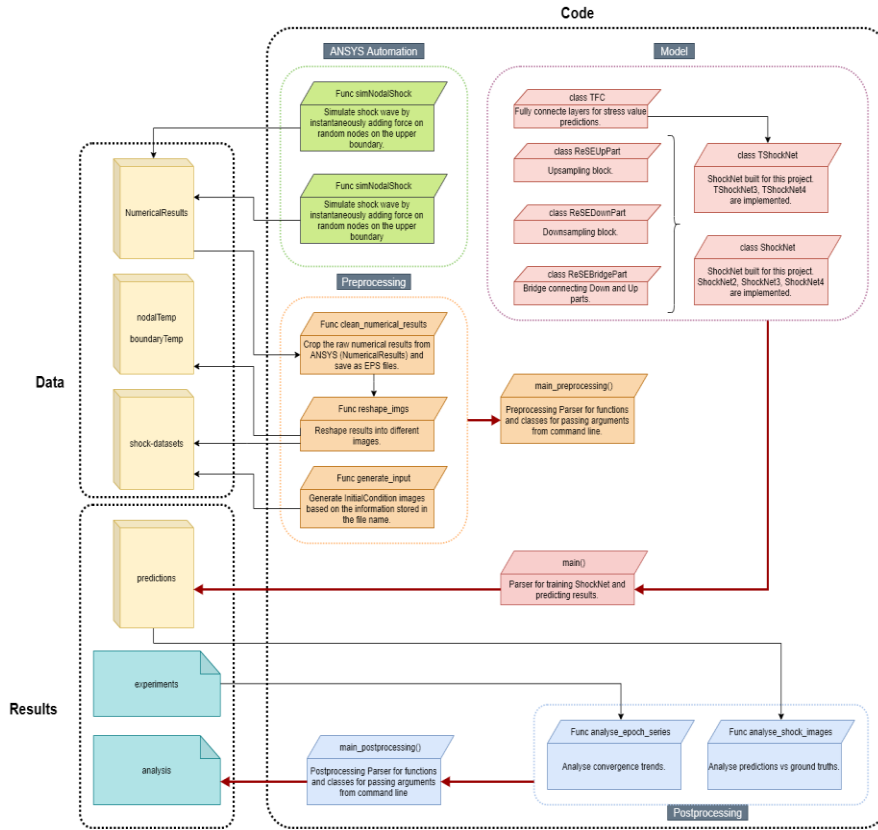 Code
ANSYS Automation
Model
Func simNodalShock
Simulate shock wave by
instantaneously adding force on
random nodes on the upper
boundary.
Func simNodalShock
Simulate shock wave by
instantaneously adding force on
random nodes on the upper
boundary
class TFC
Fully connecte layers for stress value
predictions.
class ReSEUpPart
Upsampling block.
class ReSEDownPart
Downsampling block.
class ReSEBridgePart
Bridge connecting Down and Up
parts.
class TShockNet
ShockNet built for this project.
TShockNet3, TShockNet4
are implemented.
class ShockNet
ShockNet built for this project.
ShockNet2, ShockNet3, ShockNet4
are implemented.
Data
NumericalResults
nodalTemp
boundaryTemp
shock-datasets
Preprocessing
Func clean_numerical_results
Crop the raw numerical results from
ANSYS (NumericalResults) and
save as EPS files.
Func reshape_imgs
Reshape results into different
images.
Func generate_input
Generate InitialCondition images
based on the information stored in
the file name.
main_preprocessing()
Preprocessing Parser for functions
and classes for passing arguments
from command line.
main()
Parser for training ShockNet and
predicting results.
Results
predictions
experiments
analysis
main_postprocessing()
Postprocessing Parser for functions
and classes for passing arguments
from command line
Func analyse_epoch_series
Analyse convergence trends.
Func analyse_shock_images
Analyse predictions vs ground truths.
Postprocessing